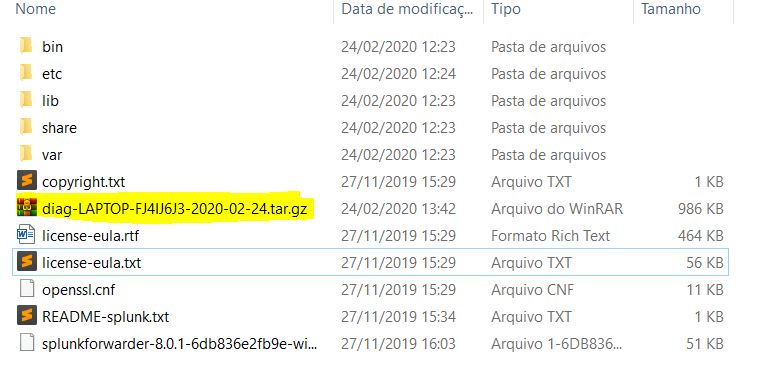 Nome Data de modificaç... Tipo Tamanho
bin 24/02/2020 12:23 Pasta de arquivos
etc 24/02/2020 12:24 Pasta de arquivos
lib 24/02/2020 12:23 Pasta de arquivos
share 24/02/2020 12:23 Pasta de arquivos
var 24/02/2020 12:23 Pasta de arquivos
copyright.txt 27/11/2019 15:29 Arquivo TXT 1 KB
diag-LAPTOP-FJ4IJ6J3-2020-02-24.tar.gz 24/02/2020 13:42 Arquivo do WinRAR 986 KB
license-eula.rtf 27/11/2019 15:29 Formato Rich Text 464 KB
license-eula.txt 27/11/2019 15:29 Arquivo TXT 56 KB
openssl.cnf 27/11/2019 15:29 Arquivo CNF 11 KB
README-splunk.txt 27/11/2019 15:34 Arquivo TXT 1 KB
splunkforwarder-8.0.1-6db836e2fb9e-wi... 27/11/2019 16:03 Arquivo 1-6DB836... 51 KB